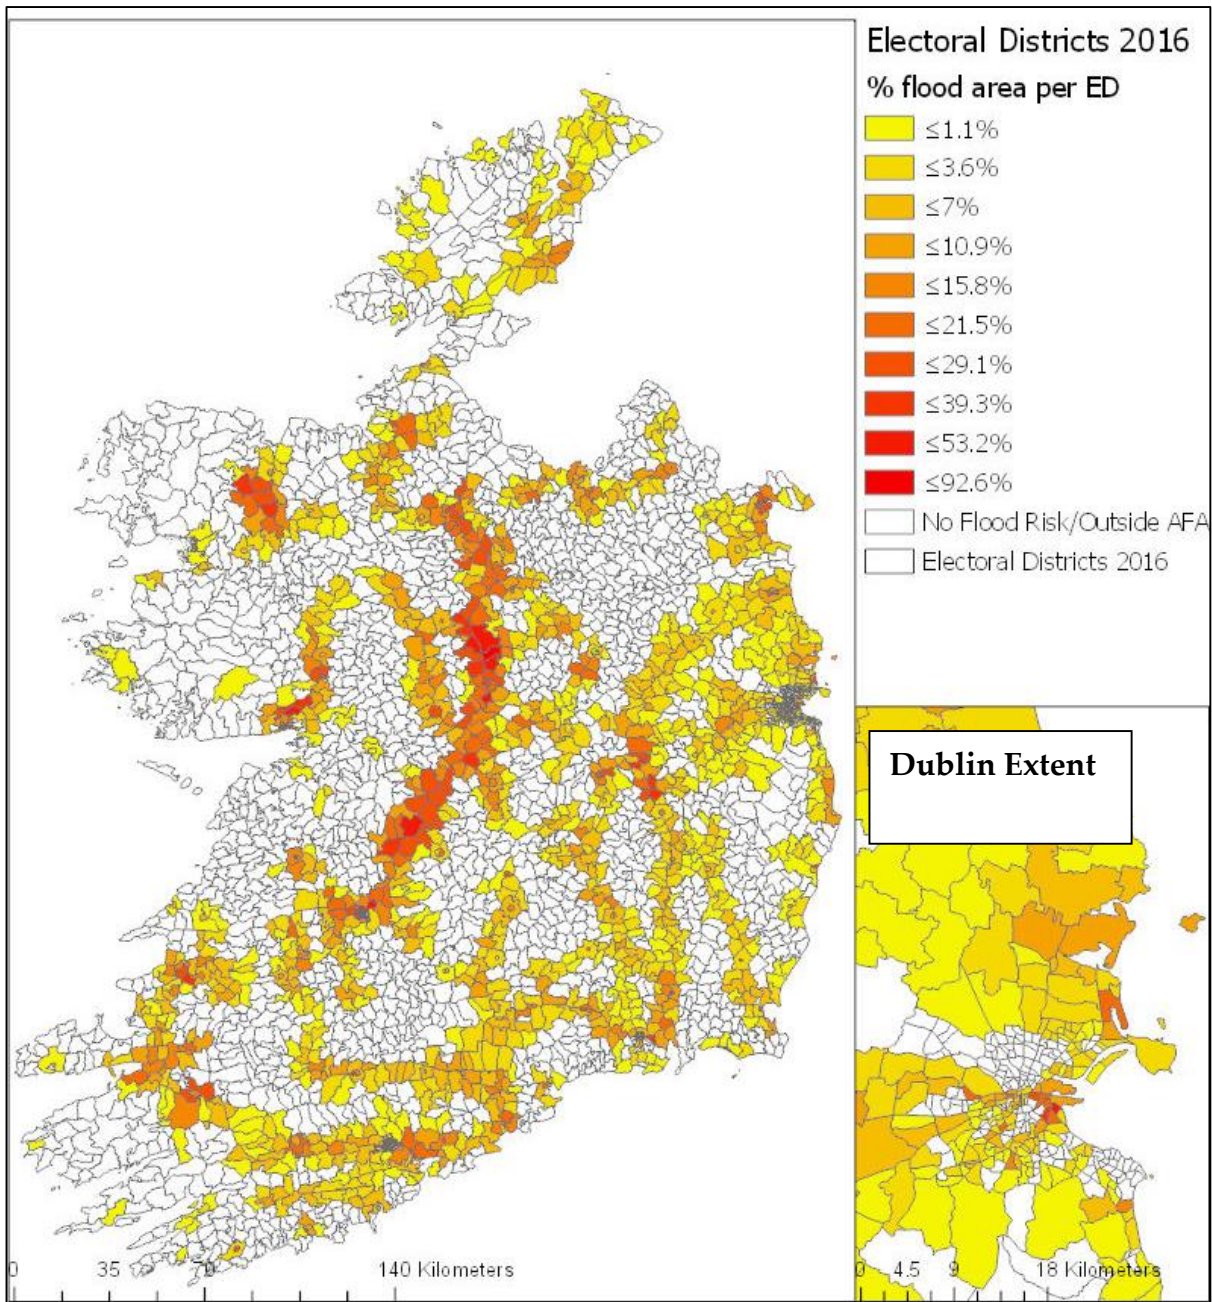 Electoral Districts 2016
% flood area per ED
≤1.1%
≤3.6%
≤7%
≤10.9%
≤15.8%
≤21.5%
≤29.1%
≤39.3%
≤53.2%
≤92.6%
No Flood Risk/Outside AFA
Electoral Districts 2016
Dublin Extent
0 35 70 140 Kilometers
0 4.5 9 18 Kilometers